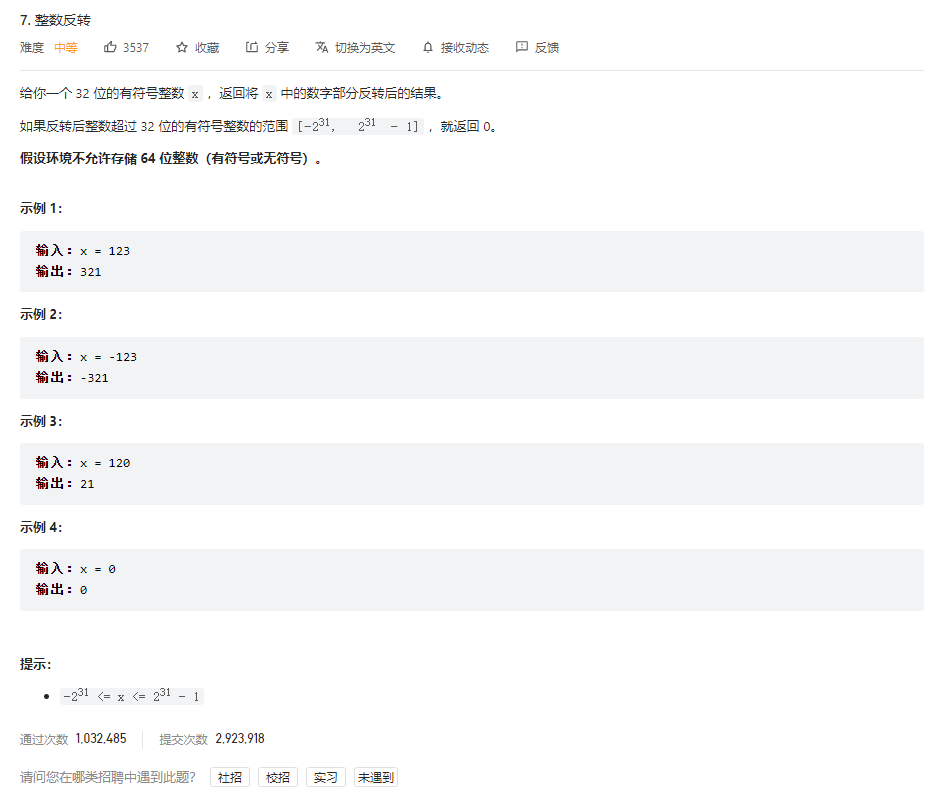 7. 整数反转
难度 中等 3537 收藏 分享 切换为英文 接收动态 反馈
给你一个 32 位的有符号整数 x ，返回将 x 中的数字部分反转后的结果。
如果反转后整数超过 32 位的有符号整数的范围 [−2^31, 2^31 − 1] ，就返回 0。
假设环境不允许存储 64 位整数（有符号或无符号）。
示例 1：
输入：x = 123
输出：321
示例 2：
输入：x = -123
输出：-321
示例 3：
输入：x = 120
输出：21
示例 4：
输入：x = 0
输出：0
提示：
• -2^31 <= x <= 2^31 - 1
通过次数 1,032,485 提交次数 2,923,918
请问您在哪类招聘中遇到此题？ 社招 校招 实习 未遇到